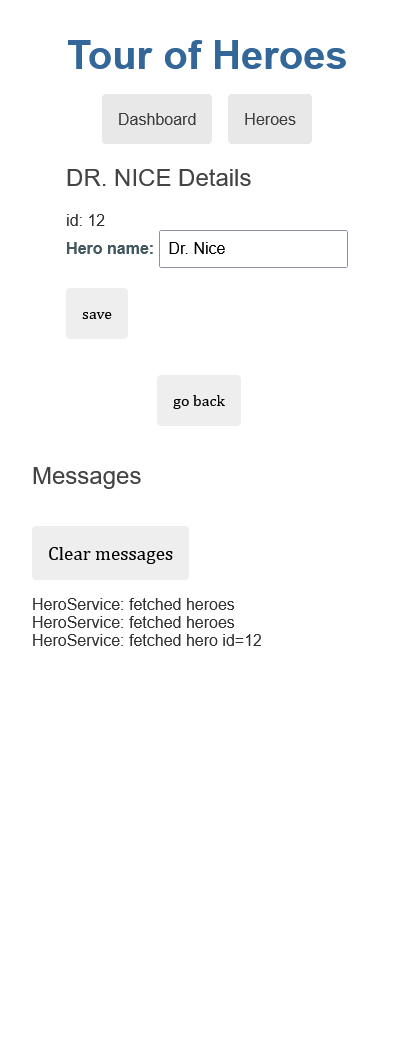 Tour of Heroes
Dashboard Heroes
DR. NICE Details
id: 12
Hero name: Dr. Nice
save
go back
Messages
Clear messages
HeroService: fetched heroes
HeroService: fetched heroes
HeroService: fetched hero id=12